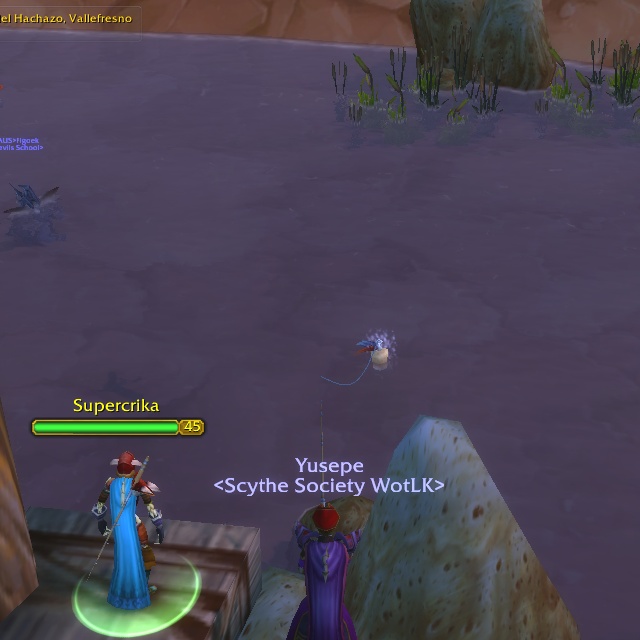 el Hachazo, Vallefresno
Supercrika
45
Yusepe
<Scythe Society WotLK>